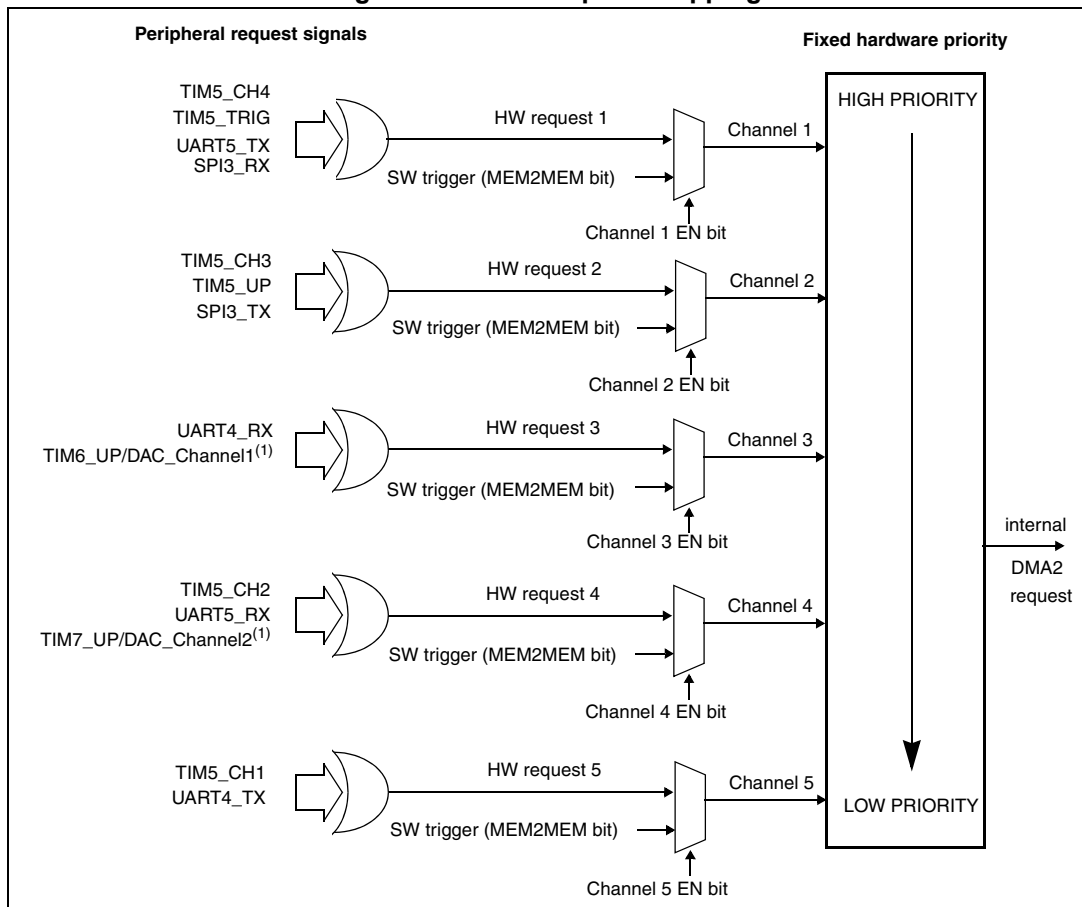 Peripheral request signals
Fixed hardware priority
TIM5_CH4
TIM5_TRIG
UART5_TX
SPI3_RX
HW request 1
SW trigger (MEM2MEM bit)
Channel 1
Channel 1 EN bit
HIGH PRIORITY
TIM5_CH3
TIM5_UP
SPI3_TX
HW request 2
SW trigger (MEM2MEM bit)
Channel 2
Channel 2 EN bit
UART4_RX
TIM6_UP/DAC_Channel1(1)
HW request 3
SW trigger (MEM2MEM bit)
Channel 3
Channel 3 EN bit
internal
DMA2
request
TIM5_CH2
UART5_RX
TIM7_UP/DAC_Channel2(1)
HW request 4
SW trigger (MEM2MEM bit)
Channel 4
Channel 4 EN bit
TIM5_CH1
UART4_TX
HW request 5
SW trigger (MEM2MEM bit)
Channel 5
Channel 5 EN bit
LOW PRIORITY